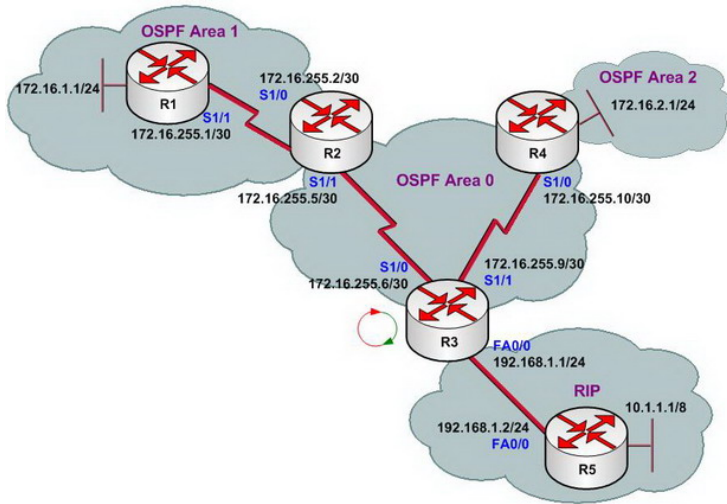 OSPF Area 1
172.16.1.1/24
R1
S1/1
172.16.255.1/30
172.16.255.2/30
S1/0
R2
S1/1
172.16.255.5/30
OSPF Area 0
OSPF Area 2
172.16.2.1/24
R4
S1/0
172.16.255.10/30
S1/0
172.16.255.6/30
172.16.255.9/30
S1/1
R3
FA0/0
192.168.1.1/24
RIP
192.168.1.2/24
FA0/0
10.1.1.1/8
R5